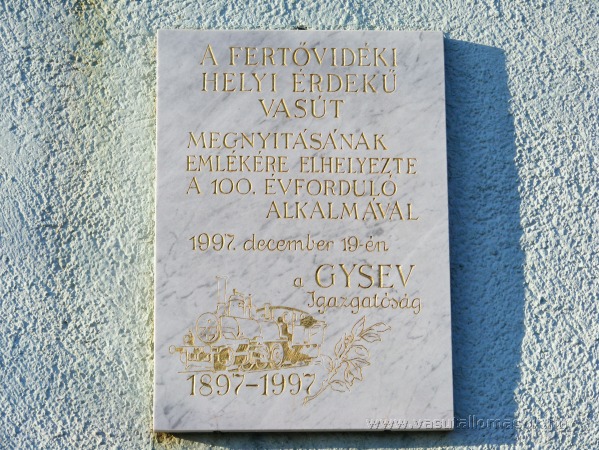 A FERTŐVIDÉKI
HELYI ÉRDEKŰ
VASÚT
MEGNYITÁSÁNAK
EMLÉKÉRE ELHELYEZTE
A 100. ÉVFORDULÓ
ALKALMÁVAL
1997. december 19-én
a GYSEV
Igazgatóság
1897-1997
www.vasutallomasok.hu